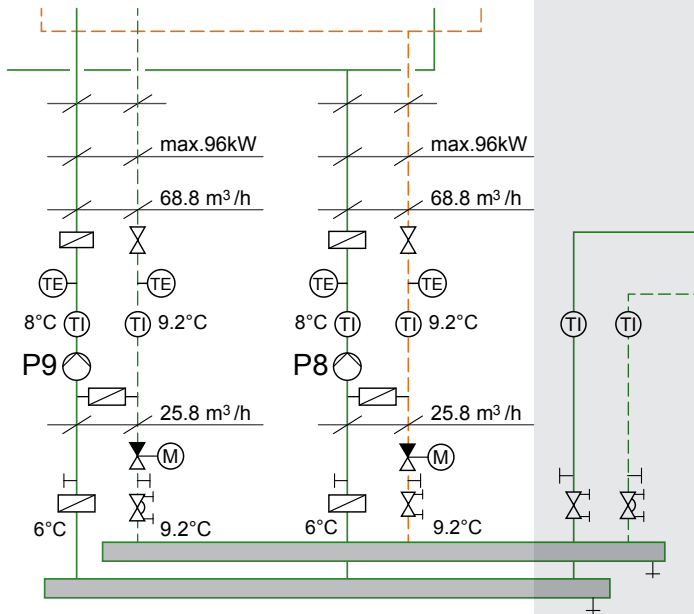 max.96kW max.96kW
68.8 m³/h 68.8 m³/h
TE TE TE TE
8°C TI TI 9.2°C 8°C TI TI 9.2°C TI TI
P9 P8
25.8 m³/h 25.8 m³/h
M M
6°C 9.2°C 6°C 9.2°C